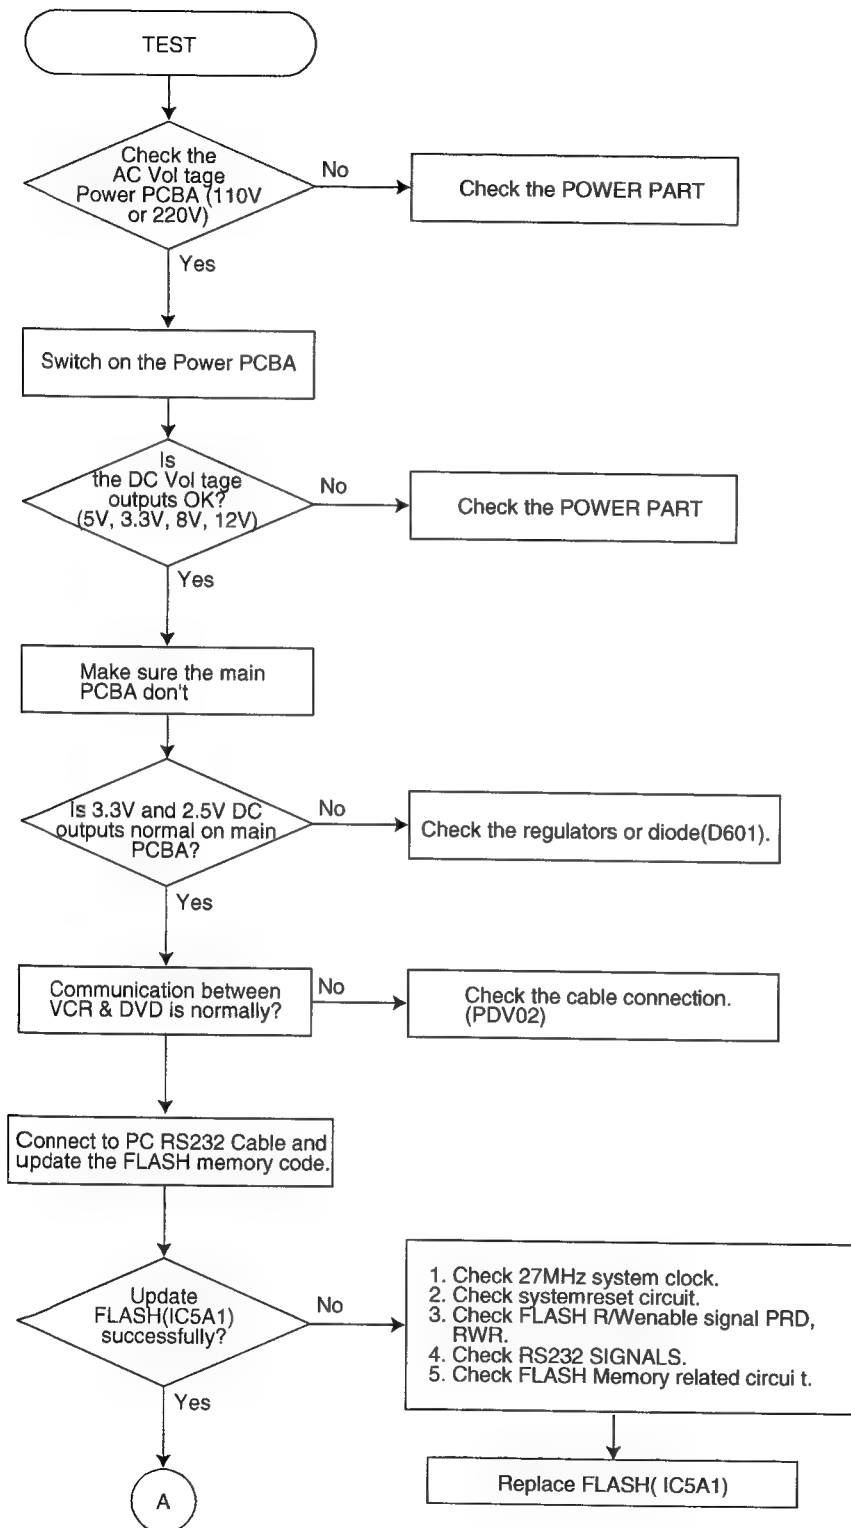 TEST
Check the
AC Vol tage
Power PCBA (110V
or 220V)
No
Check the POWER PART
Yes
Switch on the Power PCBA
Is
the DC Vol tage
outputs OK?
(5V, 3.3V, 8V, 12V)
No
Check the POWER PART
Yes
Make sure the main
PCBA don't
Is 3.3V and 2.5V DC
outputs normal on main
PCBA?
No
Check the regulators or diode(D601).
Yes
Communication between
VCR & DVD is normally?
No
Check the cable connection.
(PDV02)
Connect to PC RS232 Cable and
update the FLASH memory code.
Update
FLASH(IC5A1)
successfully?
No
1. Check 27MHz system clock.
2. Check systemreset circuit.
3. Check FLASH R/Wenable signal PRD,
RWR.
4. Check RS232 SIGNALS.
5. Check FLASH Memory related circui t.
Yes
Replace FLASH( IC5A1)
A